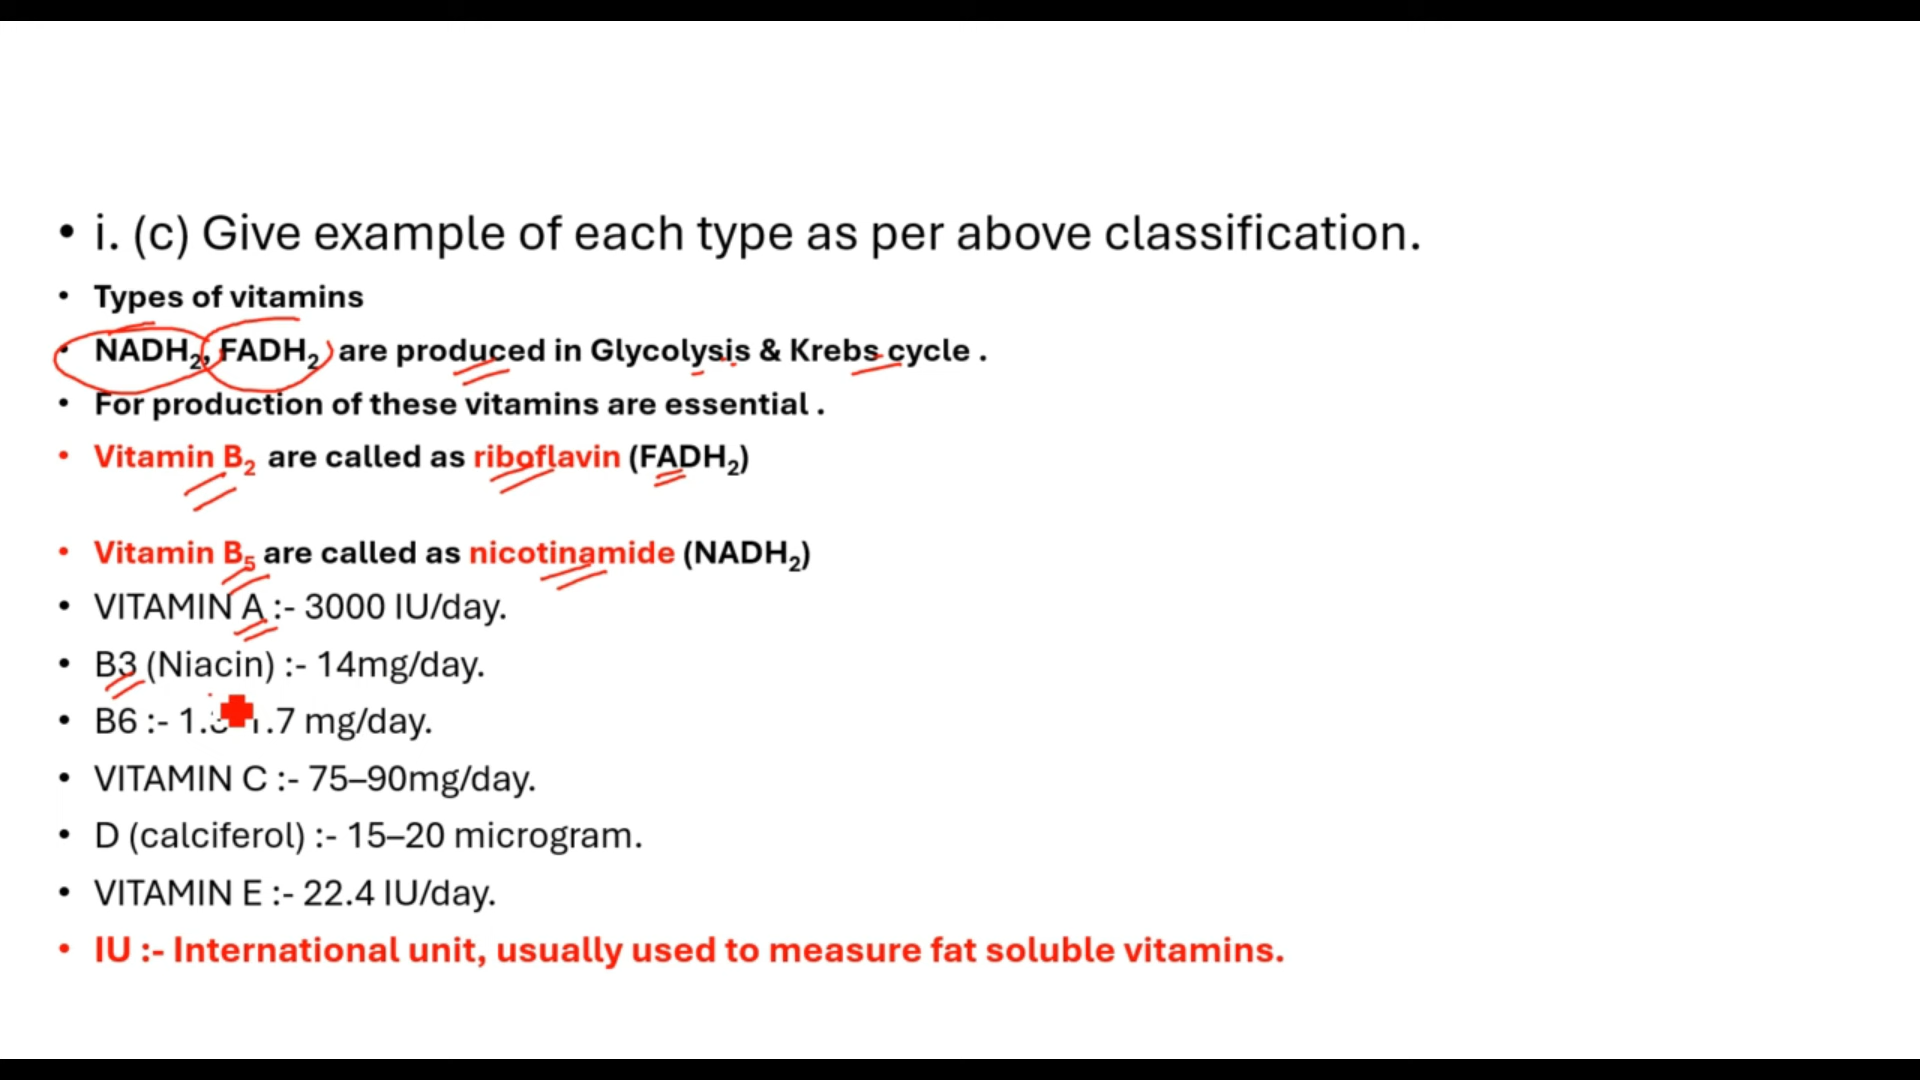 • i. (c) Give example of each type as per above classification.
• Types of vitamins
• NADH₂, FADH₂ are produced in Glycolysis & Krebs cycle .
• For production of these vitamins are essential .
• Vitamin B₂ are called as riboflavin (FADH₂)
• Vitamin B₅ are called as nicotinamide (NADH₂)
• VITAMIN A :- 3000 IU/day.
• B3 (Niacin) :- 14mg/day.
• B6 :- 1.7 mg/day.
• VITAMIN C :- 75–90mg/day.
• D (calciferol) :- 15–20 microgram.
• VITAMIN E :- 22.4 IU/day.
• IU :- International unit, usually used to measure fat soluble vitamins.